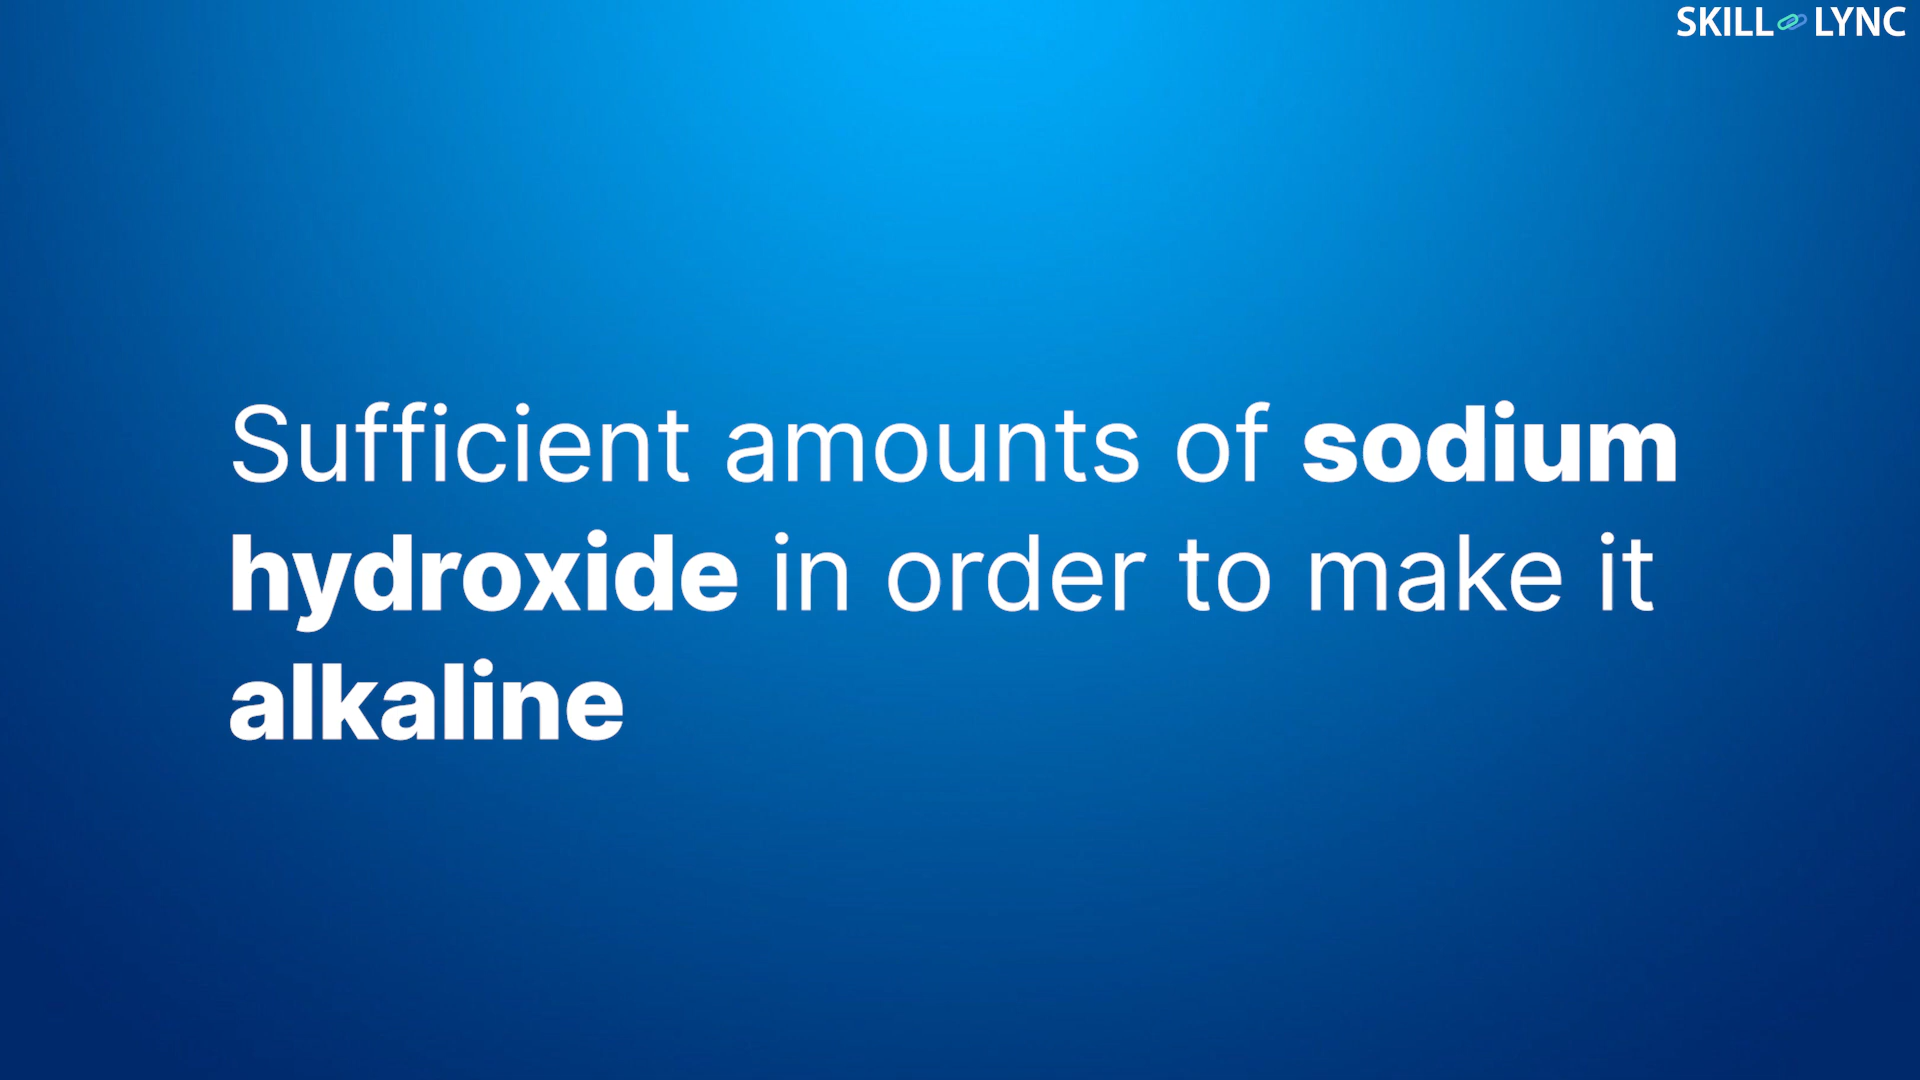 SKILL LYNC
Sufficient amounts of sodium
hydroxide in order to make it
alkaline